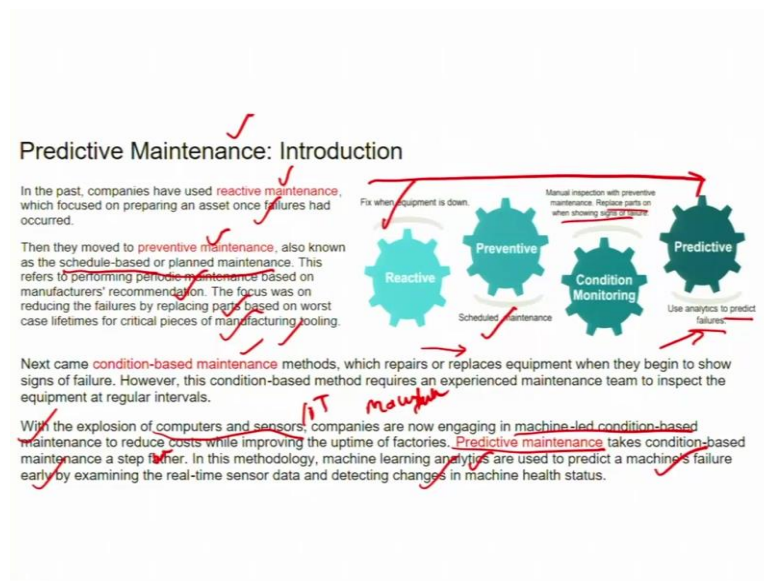 Predictive Maintenance: Introduction
In the past, companies have used reactive maintenance,
which focused on preparing an asset once failures had
occurred.
Then they moved to preventive maintenance, also known
as the schedule-based or planned maintenance. This
refers to performing periodic maintenance based on
manufacturers' recommendation. The focus was on
reducing the failures by replacing parts based on worst
case lifetimes for critical pieces of manufacturing tooling.
Fix when equipment is down.
Reactive
Preventive
Scheduled maintenance
Manual inspection with preventive
maintenance. Replace parts on
when showing signs of failure.
Condition
Monitoring
Predictive
Use analytics to predict
failures.
Next came condition-based maintenance methods, which repairs or replaces equipment when they begin to show
signs of failure. However, this condition-based method requires an experienced maintenance team to inspect the
equipment at regular intervals.
With the explosion of computers and sensors, companies are now engaging in machine-led condition-based
maintenance to reduce costs while improving the uptime of factories. Predictive maintenance takes condition-based
maintenance a step farther. In this methodology, machine learning analytics are used to predict a machine's failure
early by examining the real-time sensor data and detecting changes in machine health status.